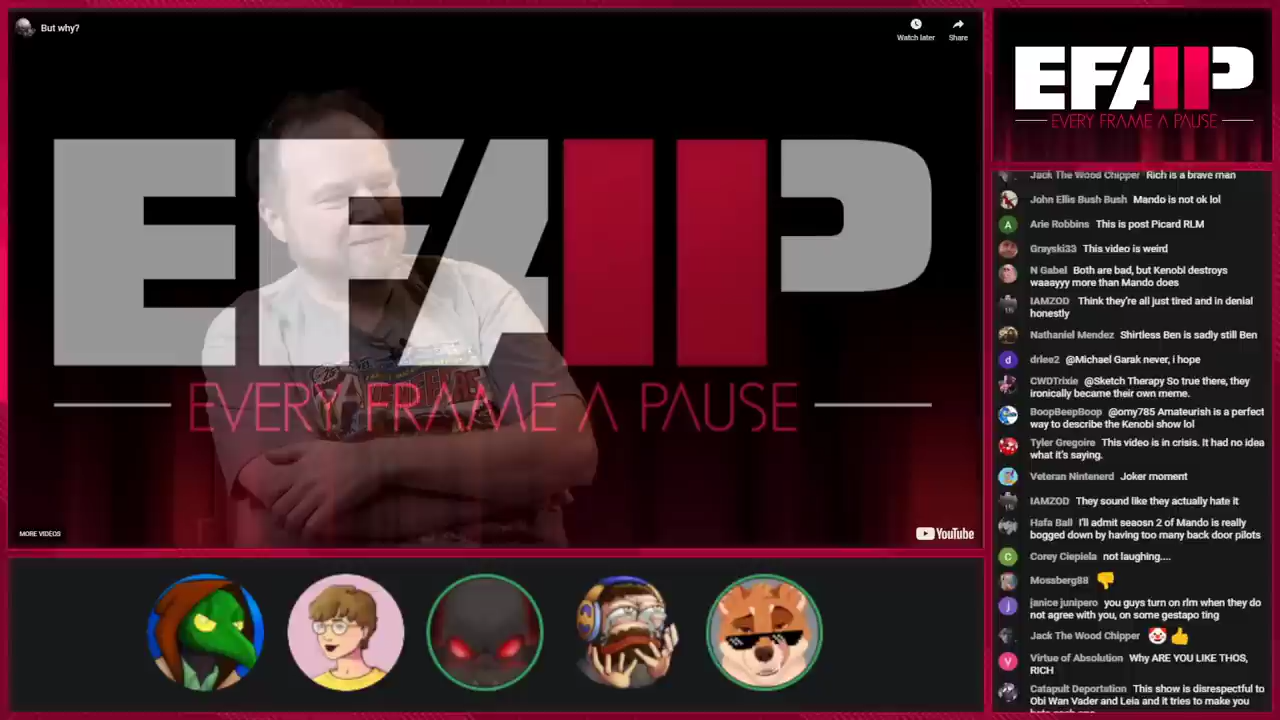 But why?
Watch later
Share
EFAP
EVERY FRAME A PAUSE
MORE VIDEOS
YouTube
EFAP
EVERY FRAME A PAUSE
Jack The Wood Chipper Rich is a brave man
John Ellis Bush Bush Mando is not ok lol
A
Arie Robbins This is post Picard RLM
Grayski33 This video is weird
N Gabel Both are bad, but Kenobi destroys
waaayyy more than Mando does
IAMZOD Think they're all just tired and in denial
honestly
Nathaniel Mendez Shirtless Ben is sadly still Ben
d
drlee2 @Michael Garak never, i hope
CWDTrixie @Sketch Therapy So true there, they
ironically became their own meme.
BoopBeepBoop @omy785 Amateurish is a perfect
way to describe the Kenobi show lol
Tyler Gregoire This video is in crisis. It had no idea
what it's saying.
Veteran Nintenerd Joker moment
IAMZOD They sound like they actually hate it
Hafa Ball I'll admit seaosn 2 of Mando is really
bogged down by having too many back door pilots
C
Corey Ciepiela not laughing....
Mossberg88 👎
j
janice junipero you guys turn on rlm when they do
not agree with you, on some gestapo ting
Jack The Wood Chipper 🤡👍
V
Virtue of Absolution Why ARE YOU LIKE THOS,
RICH
Catapult Deportation This show is disrespectful to
Obi Wan Vader and Leia and it tries to make you